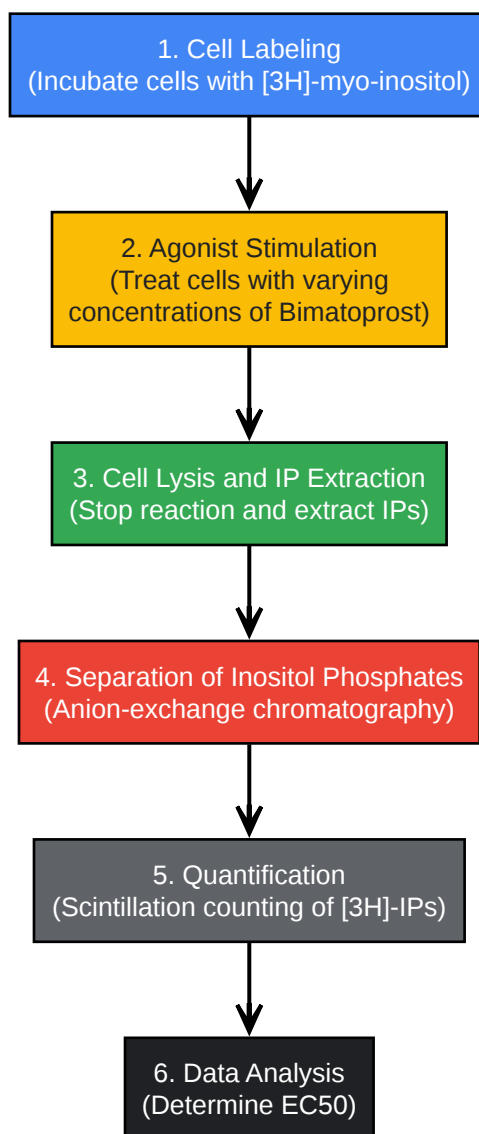 1. Cell Labeling
(Incubate cells with [3H]-myo-inositol)
2. Agonist Stimulation
(Treat cells with varying
concentrations of Bimatoprost)
3. Cell Lysis and IP Extraction
(Stop reaction and extract IPs)
4. Separation of Inositol Phosphates
(Anion-exchange chromatography)
5. Quantification
(Scintillation counting of [3H]-IPs)
6. Data Analysis
(Determine EC50)